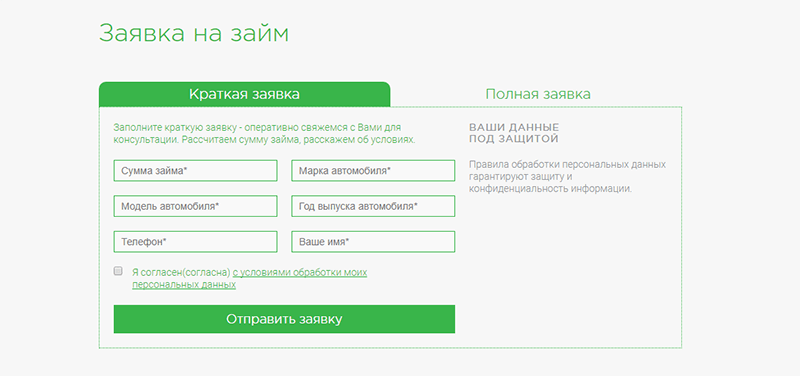 Заявка на займ
Краткая заявка
Полная заявка
Заполните краткую заявку - оперативно свяжемся с Вами для
консультации. Рассчитаем сумму займа, расскажем об условиях.
Сумма займа*
Марка автомобиля*
Модель автомобиля*
Год выпуска автомобиля*
Телефон*
Ваше имя*
Я согласен(согласна) с условиями обработки моих
персональных данных
Отправить заявку
ВАШИ ДАННЫЕ
ПОД ЗАЩИТОЙ
Правила обработки персональных данных
гарантируют защиту и
конфиденциальность информации.